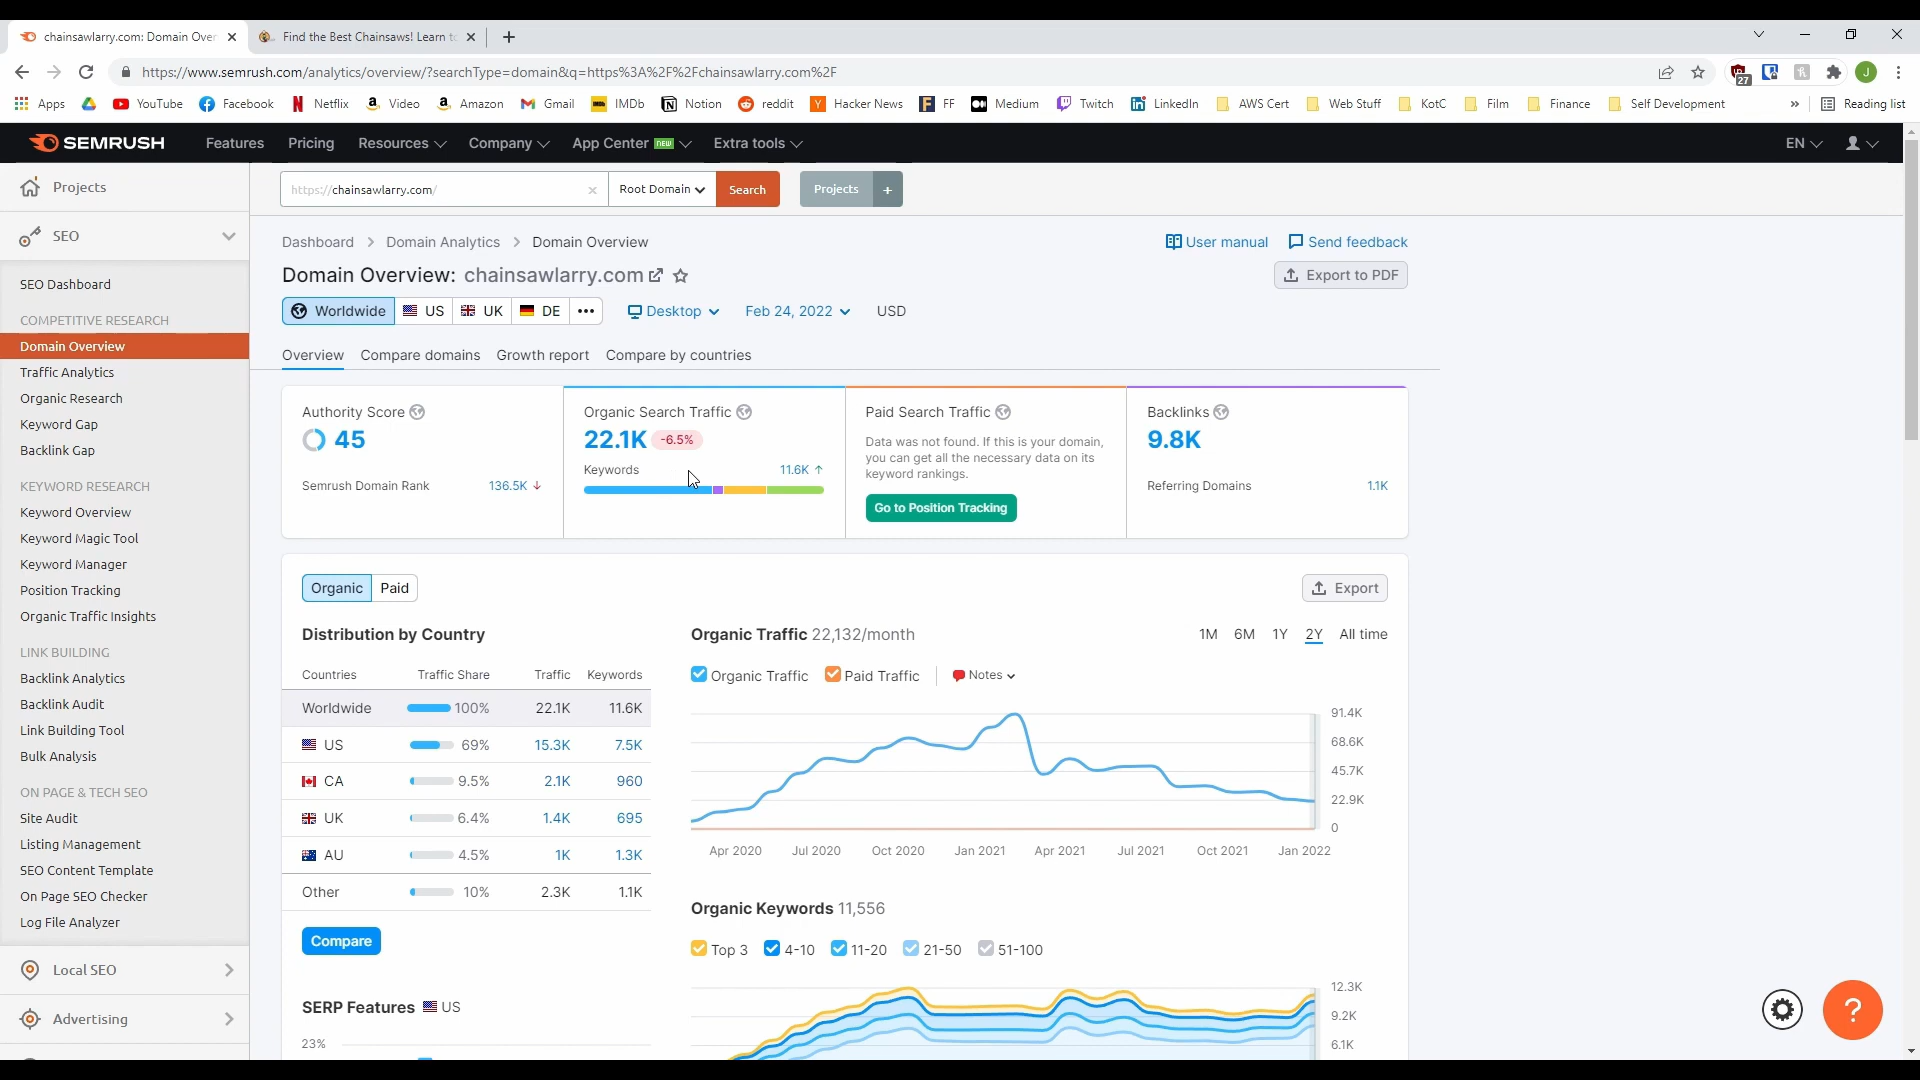 chainsawlarry.com: Domain Over
Find the Best Chainsaws! Learn to
https://www.semrush.com/analytics/overview/?searchType=domain&q=https%3A%2F%2Fchainsawlarry.com%2F
27
J
Apps YouTube Facebook Netflix Video Amazon Gmail IMDb Notion reddit Hacker News FF Medium Twitch LinkedIn AWS Cert Web Stuff KotC Film Finance Self Development » Reading list
SEMRUSH Features Pricing Resources Company App Center NEW Extra tools EN
Projects
https://chainsawlarry.com/ Root Domain Search Projects +
SEO
SEO Dashboard
COMPETITIVE RESEARCH
Domain Overview
Traffic Analytics
Organic Research
Keyword Gap
Backlink Gap
KEYWORD RESEARCH
Keyword Overview
Keyword Magic Tool
Keyword Manager
Position Tracking
Organic Traffic Insights
LINK BUILDING
Backlink Analytics
Backlink Audit
Link Building Tool
Bulk Analysis
ON PAGE & TECH SEO
Site Audit
Listing Management
SEO Content Template
On Page SEO Checker
Log File Analyzer
Local SEO
Advertising
Dashboard > Domain Analytics > Domain Overview
User manual Send feedback
Domain Overview: chainsawlarry.com
Export to PDF
Worldwide US UK DE ••• Desktop Feb 24, 2022 USD
Overview Compare domains Growth report Compare by countries
Authority Score
45
Semrush Domain Rank 136.5K ↓
Organic Search Traffic
22.1K -6.5%
Keywords 11.6K ↑
Paid Search Traffic
Data was not found. If this is your domain,
you can get all the necessary data on its
keyword rankings.
Go to Position Tracking
Backlinks
9.8K
Referring Domains 1.1K
Organic Paid
Export
Distribution by Country
Countries Traffic Share Traffic Keywords
Worldwide 100% 22.1K 11.6K
US 69% 15.3K 7.5K
CA 9.5% 2.1K 960
UK 6.4% 1.4K 695
AU 4.5% 1K 1.3K
Other 10% 2.3K 1.1K
Compare
SERP Features US
23%
Organic Traffic 22,132/month
1M 6M 1Y 2Y All time
Organic Traffic Paid Traffic Notes
91.4K
68.6K
45.7K
22.9K
0
Apr 2020 Jul 2020 Oct 2020 Jan 2021 Apr 2021 Jul 2021 Oct 2021 Jan 2022
Organic Keywords 11,556
Top 3 4-10 11-20 21-50 51-100
12.3K
9.2K
6.1K
?